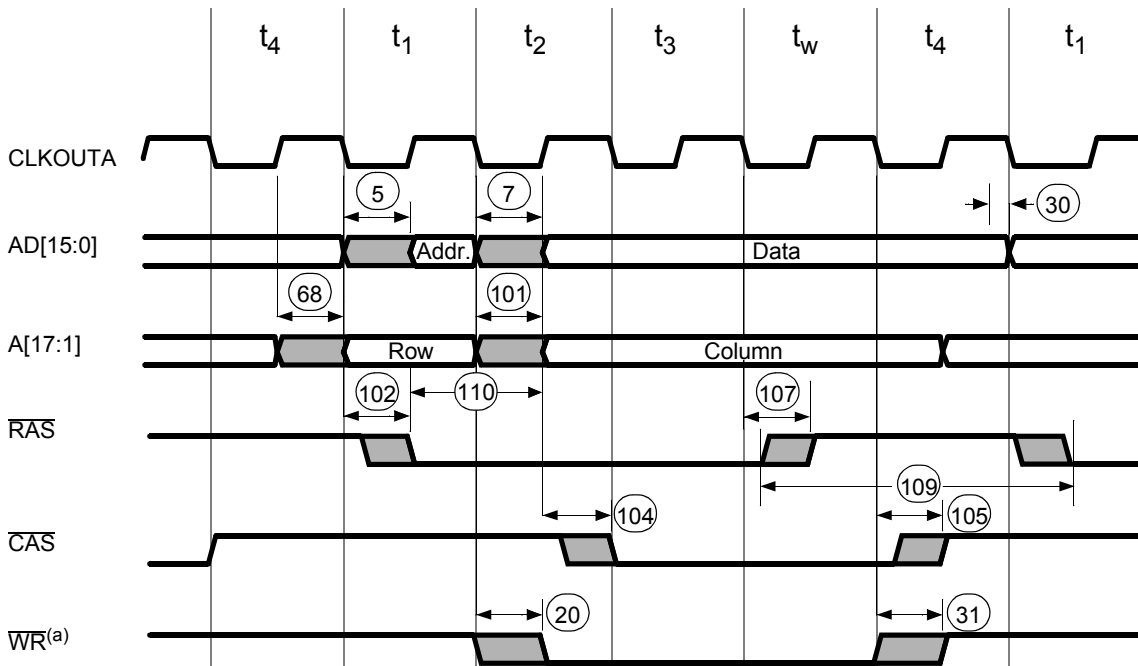 t4 t1 t2 t3 tw t4 t1
CLKOUTA
5 7 30
AD[15:0] Addr. Data
68 101
A[17:1] Row Column
102 110 107
RAS
109
104 105
CAS
20 31
WR(a)